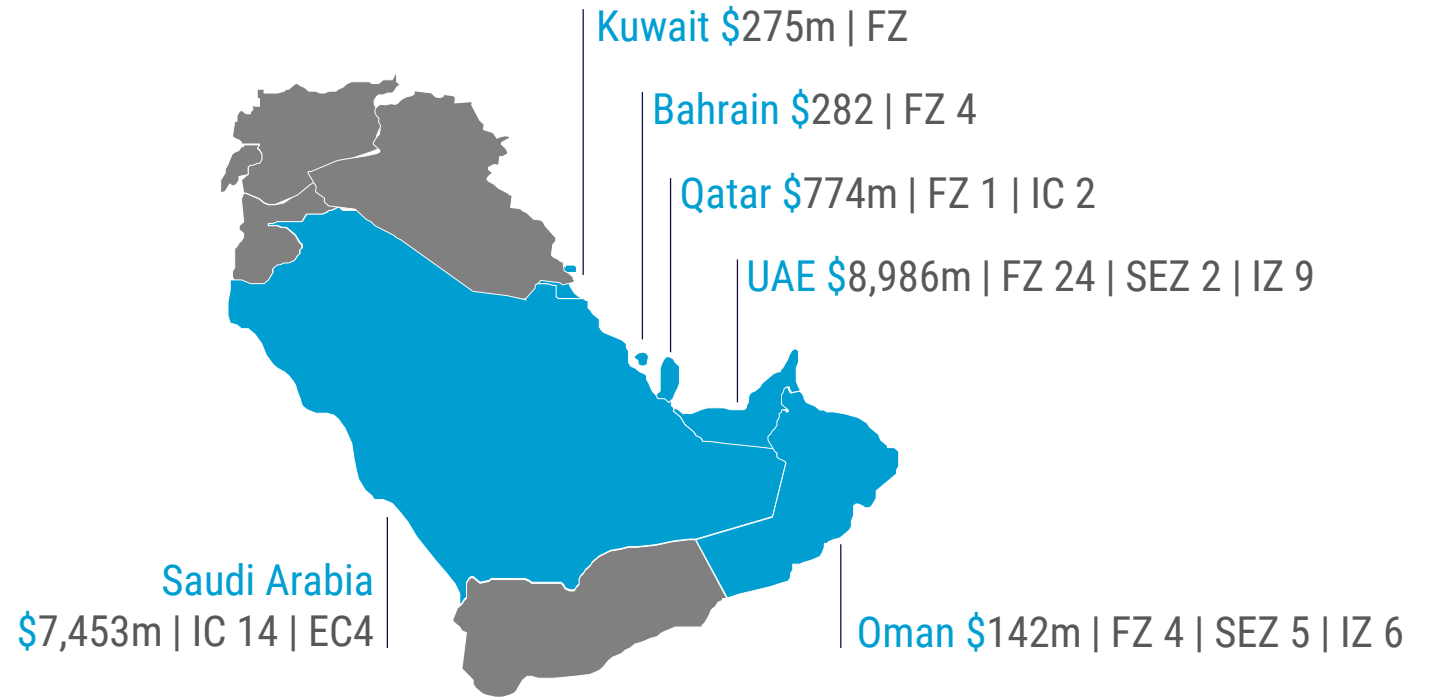 Kuwait $275m | FZ
Bahrain $282 | FZ 4
Qatar $774m | FZ 1 | IC 2
UAE $8,986m | FZ 24 | SEZ 2 | IZ 9
Saudi Arabia
$7,453m | IC 14 | EC4
Oman $142m | FZ 4 | SEZ 5 | IZ 6